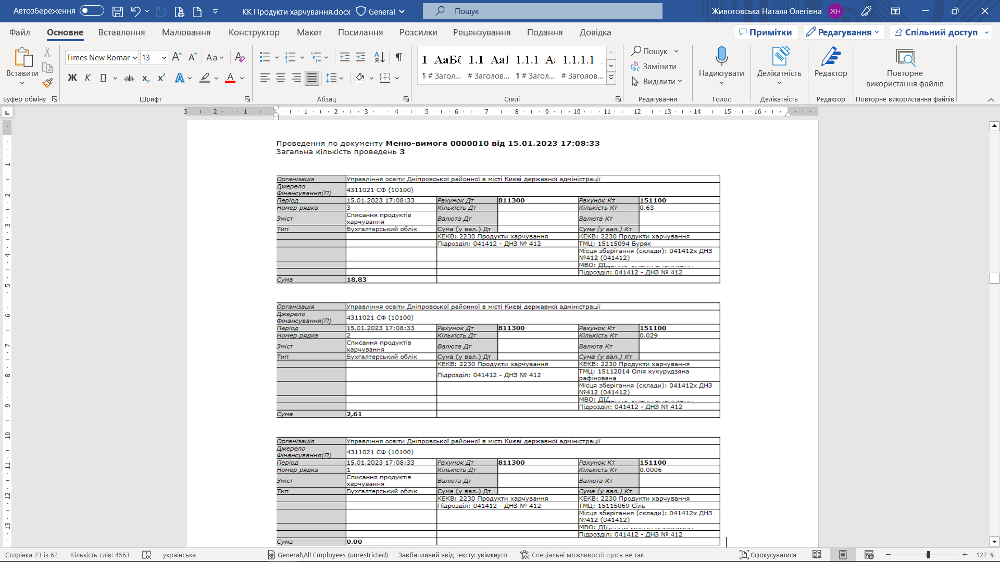 Автозбереження
КК Продукти харчування.docx
General
Пошук
Животовська Наталя Олегівна
ЖН
Файл Основне Вставлення Малювання Конструктор Макет Посилання Розсилки Рецензування Подання Довідка
Примітки Редагування Спільний доступ
Вставити
Буфер обміну
Times New Roman 13
Шрифт
Абзац
1 АаБб 1.1 АаІ 1.1.1 Аа 1.1.1.1
¶ # Загол... # Заголов... ¶ # Загол... # Заголов...
Стилі
Пошук
Замінити
Виділити
Редагування
Надиктувати
Голос
Делікатність
Делікатність
Редактор
Редактор
Повторне
використання файлів
Повторне використання файлів
3 2 1 1 2 3 4 5 6 7 8 9 10 11 12 13 14 15 16
Проведення по документу Меню-вимога 0000010 від 15.01.2023 17:08:33
Загальна кількість проведень 3
Організація Управління освіти Дніпровської районної в місті Києві державної адміністрації
Джерело
Фінансування(П) 4311021 СФ (10100)
Період 15.01.2023 17:08:33 Рахунок Дт 811300 Рахунок Кт 151100
Номер рядка 3 Кількість Дт Кількість Кт 0.63
Зміст Списання продуктів
харчування Валюта Дт Валюта Кт
Тип Бухгалтерський облік Сума (у вал.) Дт Сума (у вал.) Кт
КЕКВ: 2230 Продукти харчування КЕКВ: 2230 Продукти харчування
Підрозділ: 041412 - ДНЗ № 412 ТМЦ: 15115094 Буряк
Місця зберігання (склади): 041412х ДНЗ
№412 (041412)
МВО:
Підрозділ: 041412 - ДНЗ № 412
Сума 18,83
Організація Управління освіти Дніпровської районної в місті Києві державної адміністрації
Джерело
Фінансування(П) 4311021 СФ (10100)
Період 15.01.2023 17:08:33 Рахунок Дт 811300 Рахунок Кт 151100
Номер рядка 2 Кількість Дт Кількість Кт 0.029
Зміст Списання продуктів
харчування Валюта Дт Валюта Кт
Тип Бухгалтерський облік Сума (у вал.) Дт Сума (у вал.) Кт
КЕКВ: 2230 Продукти харчування КЕКВ: 2230 Продукти харчування
Підрозділ: 041412 - ДНЗ № 412 ТМЦ: 15112014 Олія кукурудзяна
рафінована
Місця зберігання (склади): 041412х ДНЗ
№412 (041412)
МВО:
Підрозділ: 041412 - ДНЗ № 412
Сума 2,61
Організація Управління освіти Дніпровської районної в місті Києві державної адміністрації
Джерело
Фінансування(П) 4311021 СФ (10100)
Період 15.01.2023 17:08:33 Рахунок Дт 811300 Рахунок Кт 151100
Номер рядка 1 Кількість Дт Кількість Кт 0.0006
Зміст Списання продуктів
харчування Валюта Дт Валюта Кт
Тип Бухгалтерський облік Сума (у вал.) Дт Сума (у вал.) Кт
КЕКВ: 2230 Продукти харчування КЕКВ: 2230 Продукти харчування
Підрозділ: 041412 - ДНЗ № 412 ТМЦ: 15115069 Сіль
Місця зберігання (склади): 041412х ДНЗ
№412 (041412)
МВО:
Підрозділ: 041412 - ДНЗ № 412
Сума 0.00
Сторінка 23 із 62 Кількість слів: 4563 українська General\All Employees (unrestricted) Завбачливий ввід тексту: увімкнуто Спеціальні можливості: щось не так Сфокусуватися 122 %